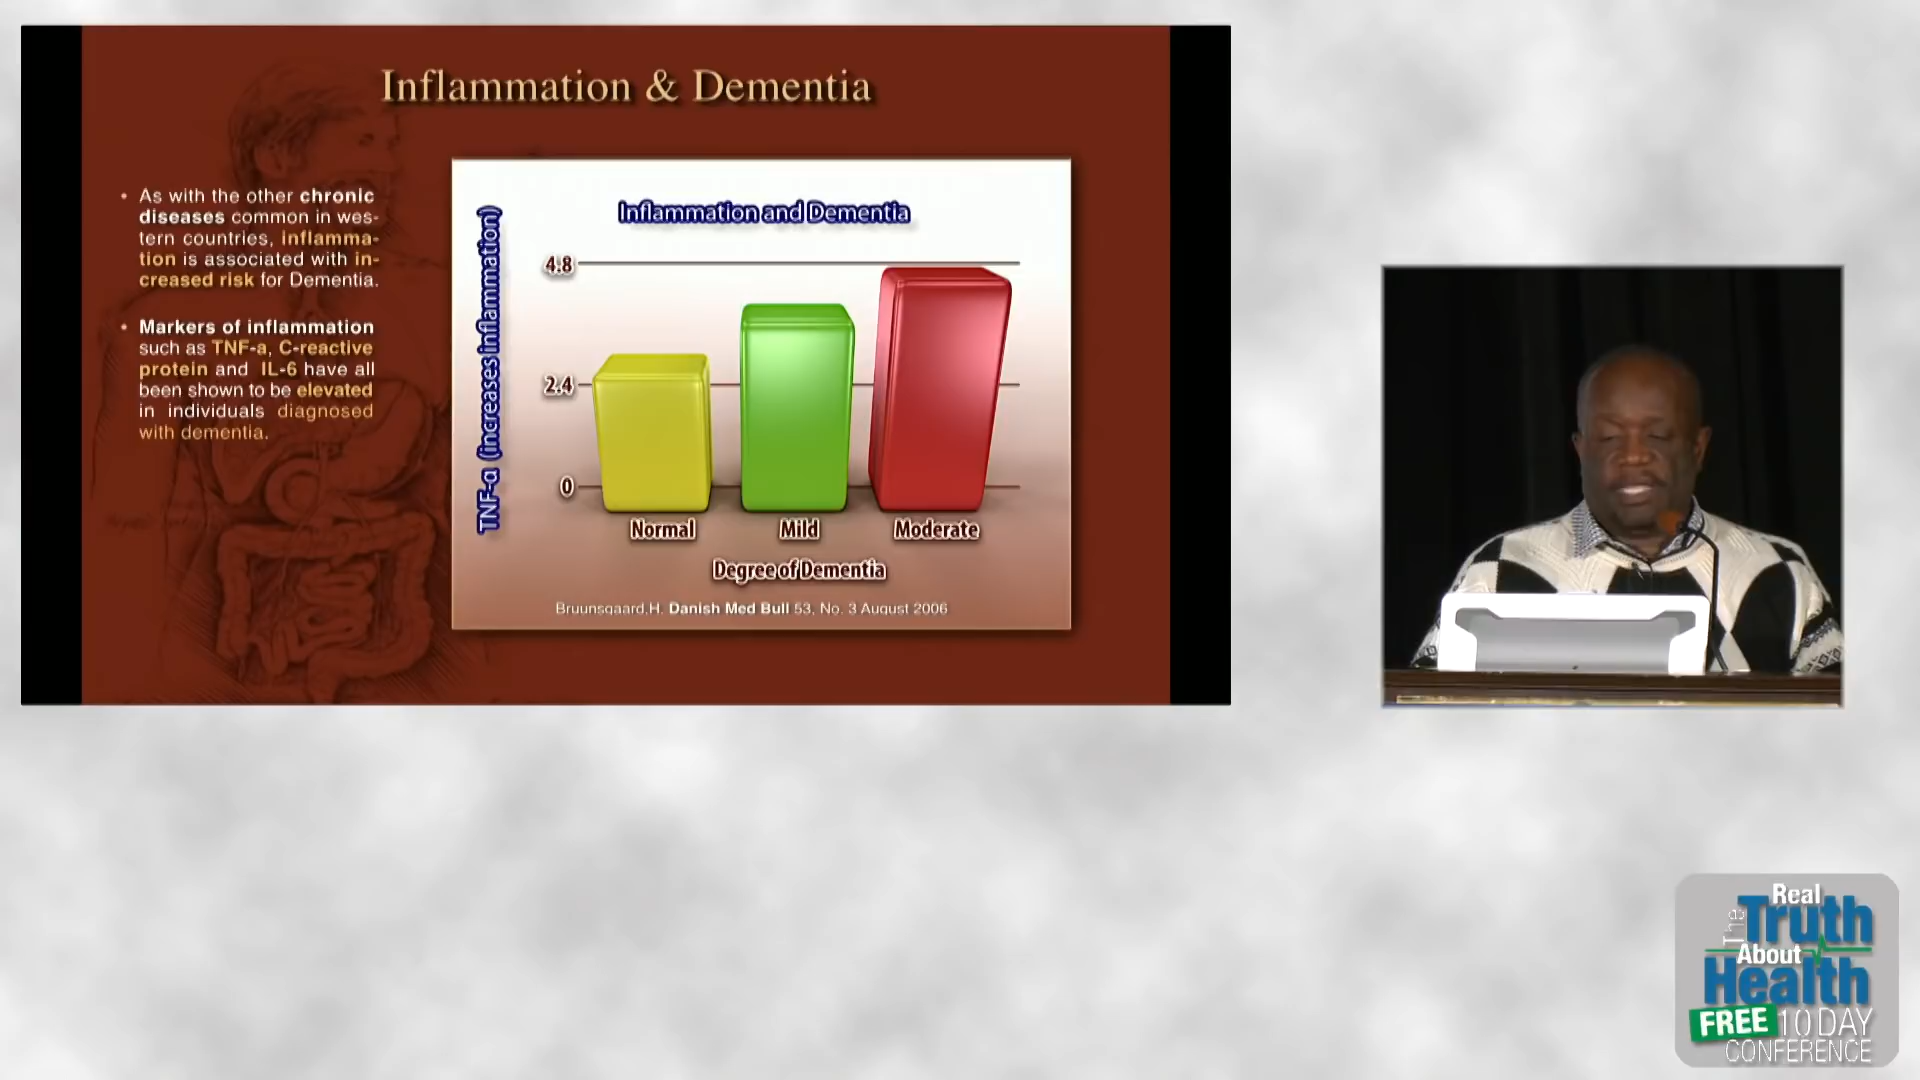 Inflammation & Dementia
• As with the other chronic
diseases common in wes-
tern countries, inflamma-
tion is associated with in-
creased risk for Dementia.
• Markers of inflammation
such as TNF-a, C-reactive
protein and IL-6 have all
been shown to be elevated
in individuals diagnosed
with dementia.
Inflammation and Dementia
TNF-α (increases inflammation)
4.8
2.4
0
Normal
Mild
Moderate
Degree of Dementia
Bruunsgaard,H. Danish Med Bull 53, No. 3 August 2006
The Real
Truth
About
Health
FREE 10 DAY
CONFERENCE